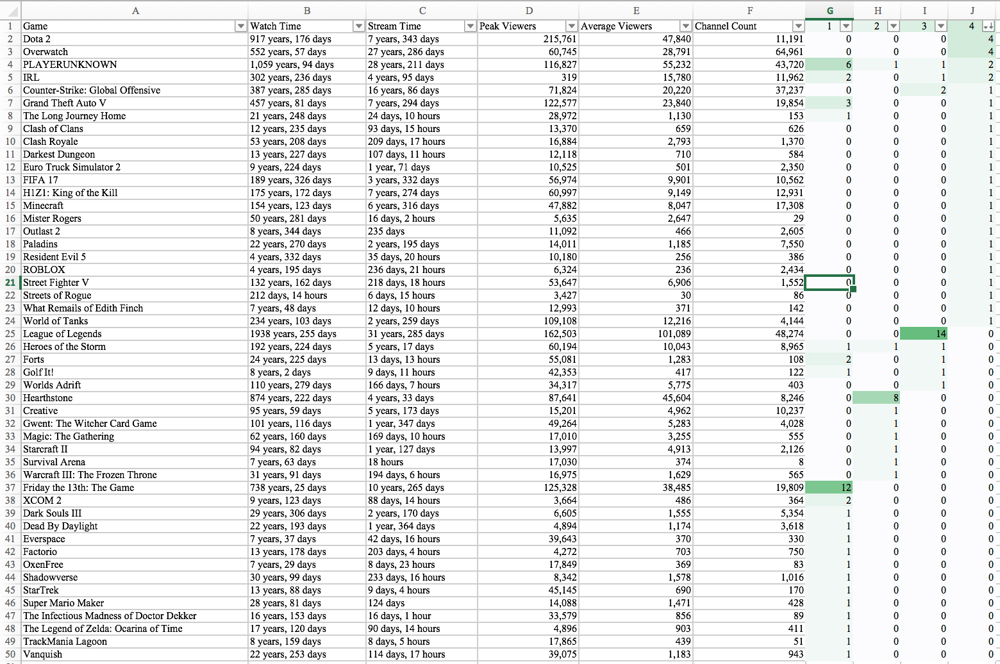 A B C D E F G H I J
1 Game Watch Time Stream Time Peak Viewers Average Viewers Channel Count 1 2 3 4
2 Dota 2 917 years, 176 days 7 years, 343 days 215,761 47,840 11,191 0 0 0 4
3 Overwatch 552 years, 57 days 27 years, 286 days 60,745 28,791 64,961 0 0 0 4
4 PLAYERUNKNOWN 1,059 years, 94 days 28 years, 211 days 116,827 55,232 43,720 6 1 1 2
5 IRL 302 years, 236 days 4 years, 95 days 319 15,780 11,962 2 0 1 2
6 Counter-Strike: Global Offensive 387 years, 285 days 16 years, 86 days 71,824 20,220 37,237 0 0 2 1
7 Grand Theft Auto V 457 years, 81 days 7 years, 294 days 122,577 23,840 19,854 3 0 0 1
8 The Long Journey Home 21 years, 248 days 24 days, 10 hours 28,972 1,130 153 1 0 0 1
9 Clash of Clans 12 years, 235 days 93 days, 15 hours 13,370 659 626 0 0 0 1
10 Clash Royale 53 years, 208 days 209 days, 17 hours 16,884 2,793 1,370 0 0 0 1
11 Darkest Dungeon 13 years, 227 days 107 days, 11 hours 12,118 710 584 0 0 0 1
12 Euro Truck Simulator 2 9 years, 224 days 1 year, 71 days 10,525 501 2,350 0 0 0 1
13 FIFA 17 189 years, 326 days 3 years, 332 days 56,974 9,901 10,562 0 0 0 1
14 H1Z1: King of the Kill 175 years, 172 days 7 years, 274 days 60,997 9,149 12,931 0 0 0 1
15 Minecraft 154 years, 123 days 6 years, 316 days 47,882 8,047 17,308 0 0 0 1
16 Mister Rogers 50 years, 281 days 16 days, 2 hours 5,635 2,647 29 0 0 0 1
17 Outlast 2 8 years, 344 days 235 days 11,092 466 2,605 0 0 0 1
18 Paladins 22 years, 270 days 2 years, 195 days 14,011 1,185 7,550 0 0 0 1
19 Resident Evil 5 4 years, 332 days 35 days, 20 hours 10,180 256 386 0 0 0 1
20 ROBLOX 4 years, 195 days 236 days, 21 hours 6,324 236 2,434 0 0 0 1
21 Street Fighter V 132 years, 162 days 218 days, 18 hours 53,647 6,906 1,552 0 0 0 1
22 Streets of Rogue 212 days, 14 hours 6 days, 15 hours 3,427 30 86 0 0 0 1
23 What Remails of Edith Finch 7 years, 48 days 12 days, 10 hours 12,993 371 142 0 0 0 1
24 World of Tanks 234 years, 103 days 2 years, 259 days 109,108 12,216 4,144 0 0 0 1
25 League of Legends 1938 years, 255 days 31 years, 285 days 162,503 101,089 48,274 0 0 14 0
26 Heroes of the Storm 192 years, 224 days 5 years, 17 days 60,194 10,043 8,965 1 1 1 0
27 Forts 24 years, 225 days 13 days, 13 hours 55,081 1,283 108 2 0 1 0
28 Golf It! 8 years, 2 days 9 days, 11 hours 42,353 417 122 1 0 1 0
29 Worlds Adrift 110 years, 279 days 166 days, 7 hours 34,317 5,775 403 0 0 1 0
30 Hearthstone 874 years, 222 days 4 years, 33 days 87,641 45,604 8,246 0 8 0 0
31 Creative 95 years, 59 days 5 years, 173 days 15,201 4,962 10,237 0 1 0 0
32 Gwent: The Witcher Card Game 101 years, 116 days 1 year, 347 days 49,264 5,283 4,028 0 1 0 0
33 Magic: The Gathering 62 years, 160 days 169 days, 10 hours 17,010 3,255 555 0 1 0 0
34 Starcraft II 94 years, 82 days 1 year, 127 days 13,997 4,913 2,126 0 1 0 0
35 Survival Arena 7 years, 63 days 18 hours 17,030 374 8 0 1 0 0
36 Warcraft III: The Frozen Throne 31 years, 91 days 194 days, 6 hours 16,975 1,629 565 0 1 0 0
37 Friday the 13th: The Game 738 years, 25 days 10 years, 265 days 125,328 38,485 19,809 12 0 0 0
38 XCOM 2 9 years, 123 days 88 days, 14 hours 3,664 486 364 2 0 0 0
39 Dark Souls III 29 years, 306 days 2 years, 170 days 6,605 1,555 5,354 1 0 0 0
40 Dead By Daylight 22 years, 193 days 1 year, 364 days 4,894 1,174 3,618 1 0 0 0
41 Everspace 7 years, 37 days 42 days, 16 hours 39,643 370 330 1 0 0 0
42 Factorio 13 years, 178 days 203 days, 4 hours 4,272 703 750 1 0 0 0
43 OxenFree 7 years, 29 days 8 days, 23 hours 17,849 369 83 1 0 0 0
44 Shadowverse 30 years, 99 days 233 days, 16 hours 8,342 1,578 1,016 1 0 0 0
45 StarTrek 13 years, 88 days 9 days, 4 hours 45,145 690 170 1 0 0 0
46 Super Mario Maker 28 years, 81 days 124 days 14,088 1,471 428 1 0 0 0
47 The Infectious Madness of Doctor Dekker 16 years, 153 days 16 days, 1 hour 33,579 856 89 1 0 0 0
48 The Legend of Zelda: Ocarina of Time 17 years, 120 days 90 days, 14 hours 4,896 903 411 1 0 0 0
49 TrackMania Lagoon 8 years, 159 days 8 days, 5 hours 17,865 439 51 1 0 0 0
50 Vanquish 22 years, 253 days 114 days, 17 hours 39,075 1,183 943 1 0 0 0